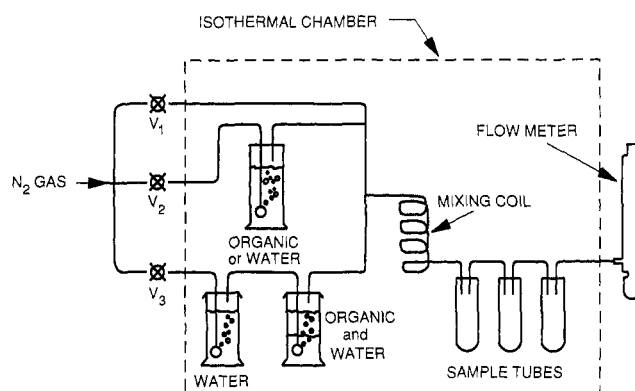 ISOTHERMAL CHAMBER
V1
N2 GAS
V2
V3
ORGANIC
or WATER
WATER
ORGANIC
and
WATER
MIXING COIL
FLOW METER
SAMPLE TUBES